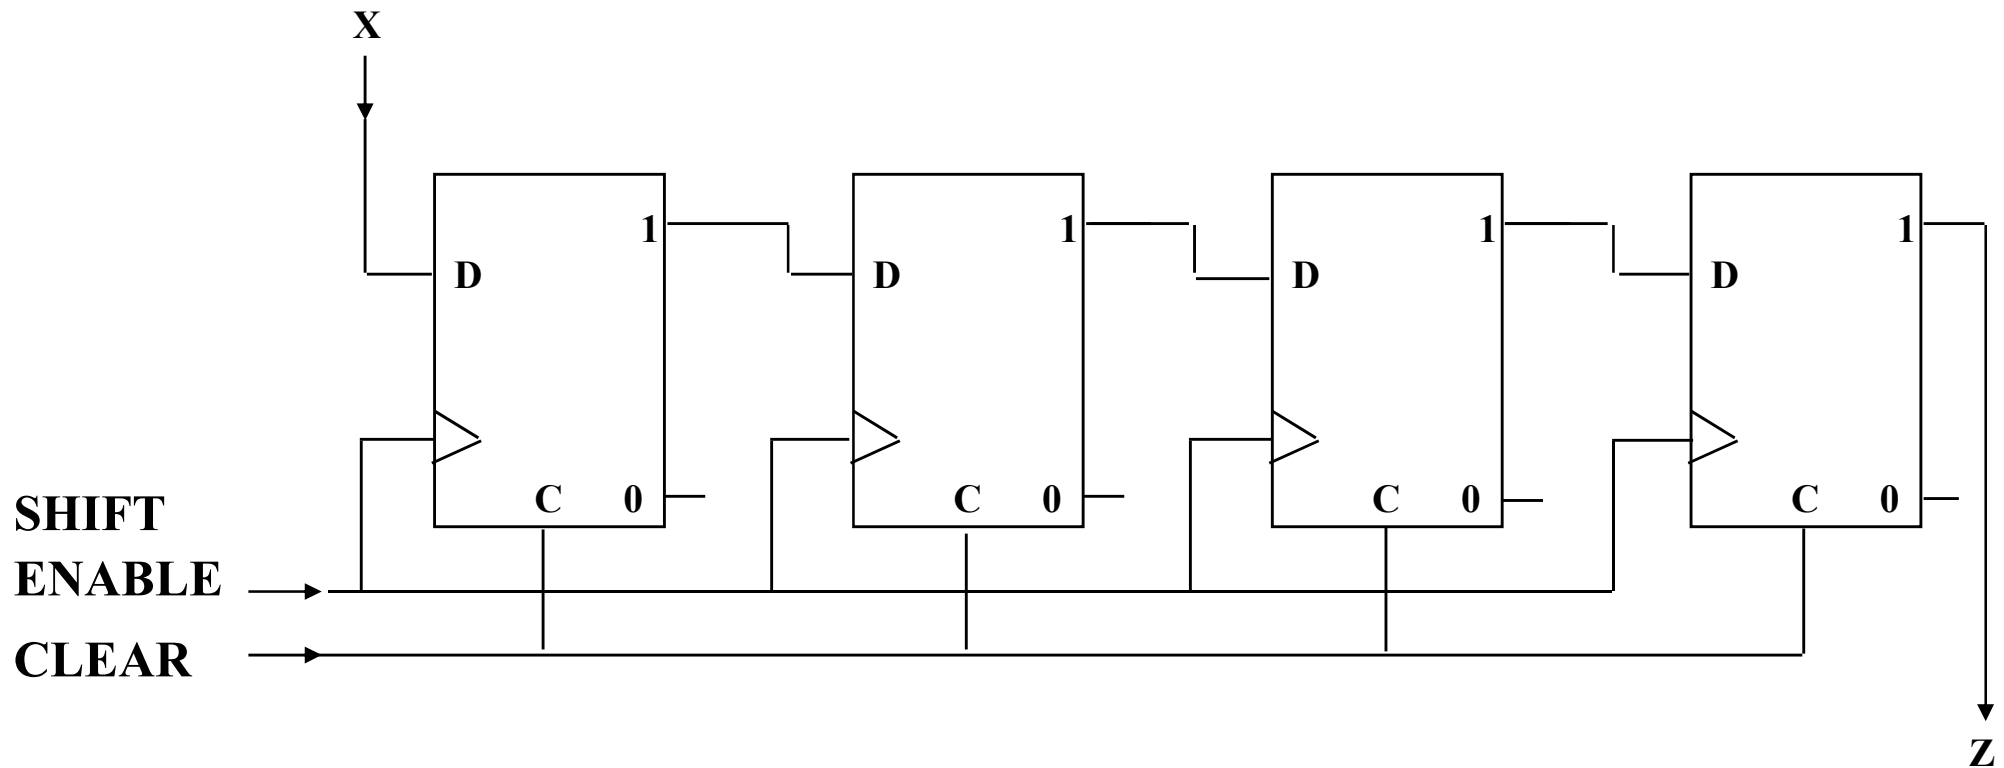 X
1 1 1 1
D D D D
C 0 C 0 C 0 C 0
SHIFT
ENABLE
CLEAR
Z